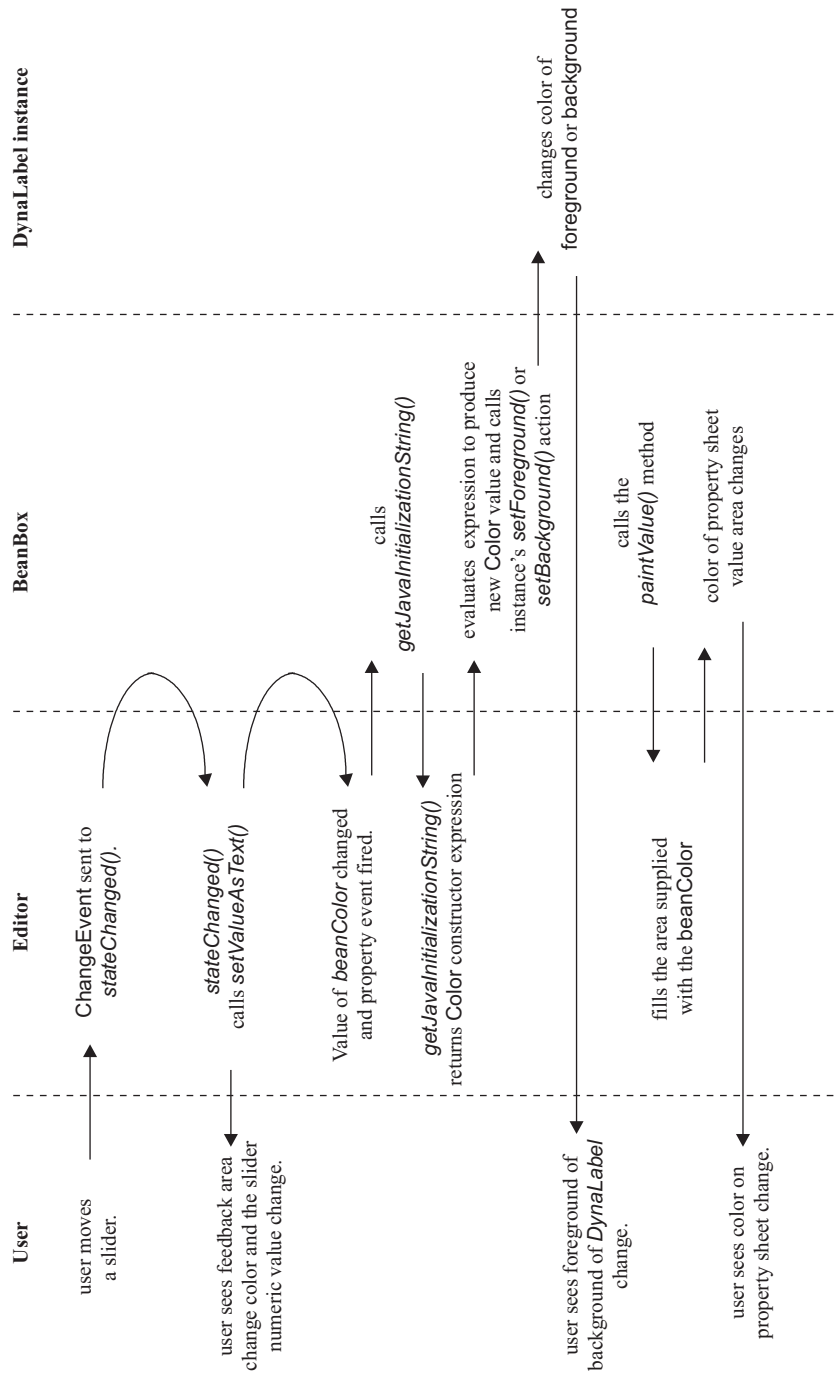 User
Editor
BeanBox
DynaLabel instance
user moves
a slider.
ChangeEvent sent to
stateChanged().
stateChanged()
calls setValueAsText()
user sees feedback area
change color and the slider
numeric value change.
Value of beanColor changed
and property event fired.
calls
getJavaInitializationString()
getJavaInitializationString()
returns Color constructor expression
evaluates expression to produce
new Color value and calls
instance's setForeground() or
setBackground() action
changes color of
foreground or background
user sees foreground of
background of DynaLabel
change.
calls the
paintValue() method
fills the area supplied
with the beanColor
color of property sheet
value area changes
user sees color on
property sheet change.